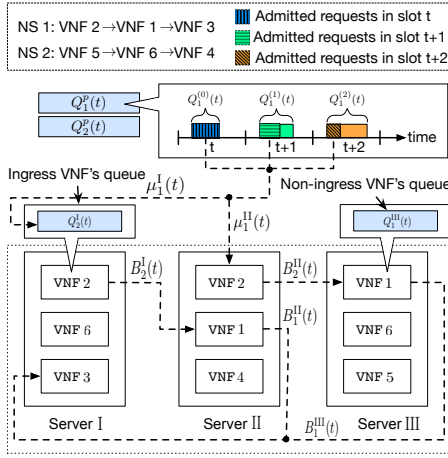 NS 1: VNF 2→VNF 1→VNF 3
NS 2: VNF 5→VNF 6→VNF 4
Admitted requests in slot t
Admitted requests in slot t+1
Admitted requests in slot t+2
Q_1^p(t)
Q_2^p(t)
Q_1^{(0)}(t) Q_1^{(1)}(t) Q_1^{(2)}(t)
t t+1 t+2 time
Ingress VNF's queue
μ_1^I(t)
Non-ingress VNF's queue
Q_2^I(t)
μ_1^{II}(t)
Q_1^{III}(t)
VNF 2 B_2^I(t) VNF 2 B_2^{II}(t) VNF 1
VNF 6 VNF 1 B_1^{II}(t) VNF 6
VNF 3 VNF 4 VNF 5
Server I Server II B_1^{III}(t) Server III